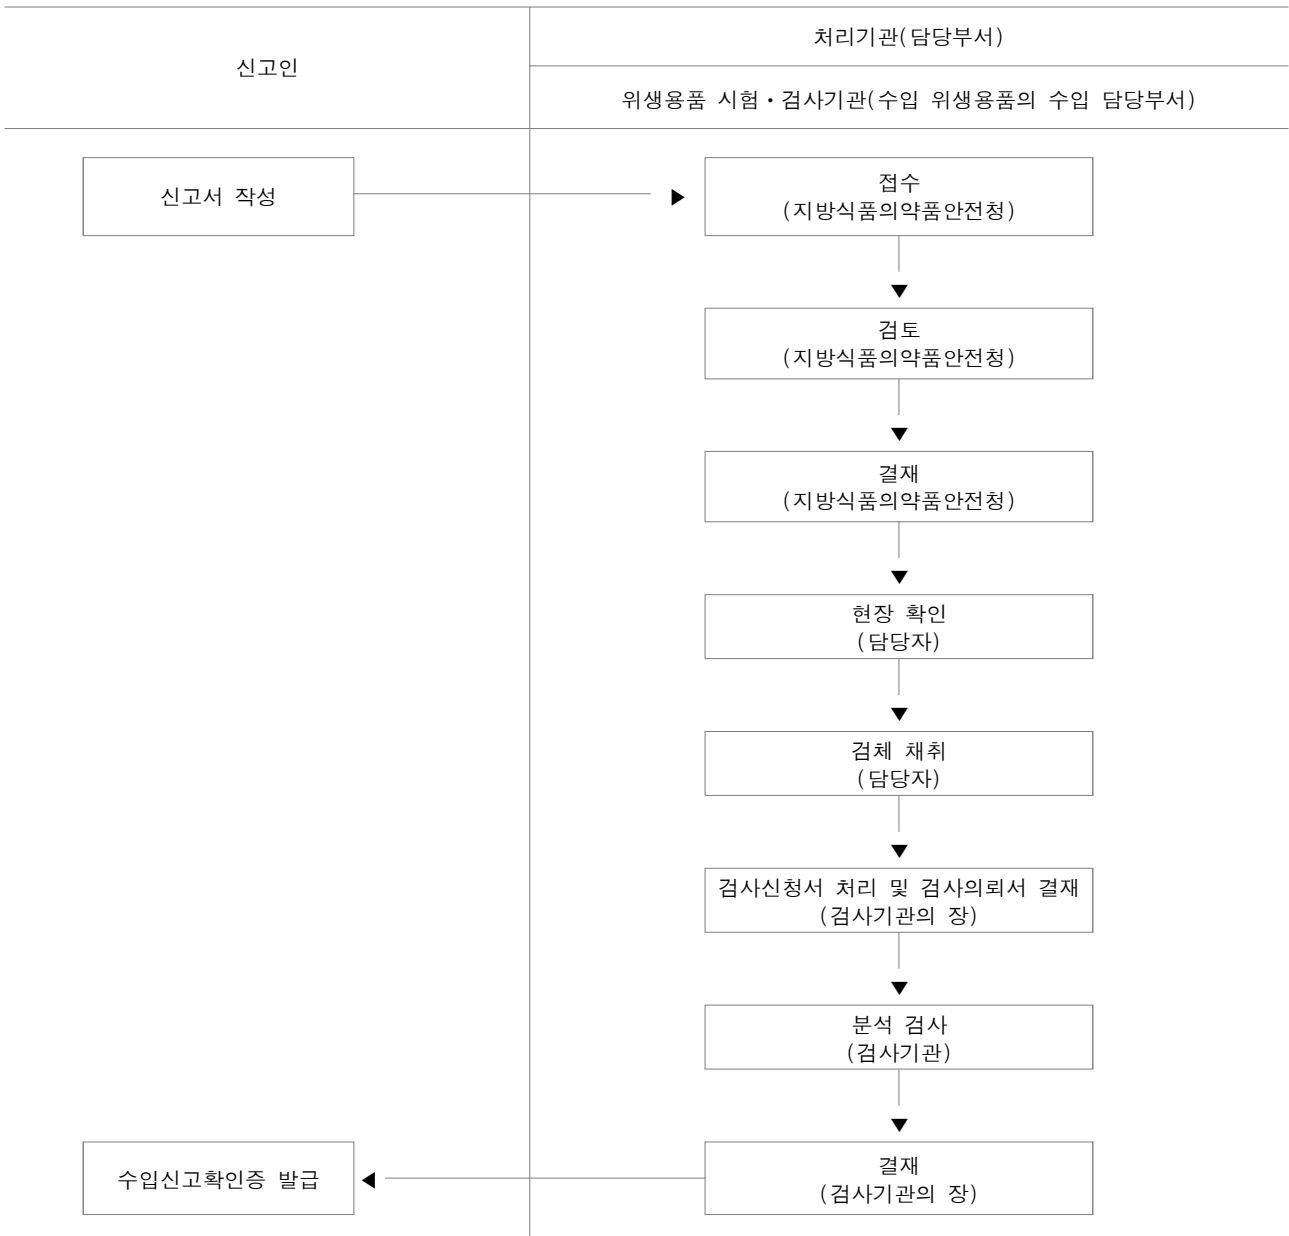 신고인
처리기관(담당부서)
위생용품 시험・검사기관(수입 위생용품의 수입 담당부서)
신고서 작성
접수
(지방식품의약품안전청)
검토
(지방식품의약품안전청)
결재
(지방식품의약품안전청)
현장 확인
(담당자)
검체 채취
(담당자)
검사신청서 처리 및 검사의뢰서 결재
(검사기관의 장)
분석 검사
(검사기관)
결재
(검사기관의 장)
수입신고확인증 발급